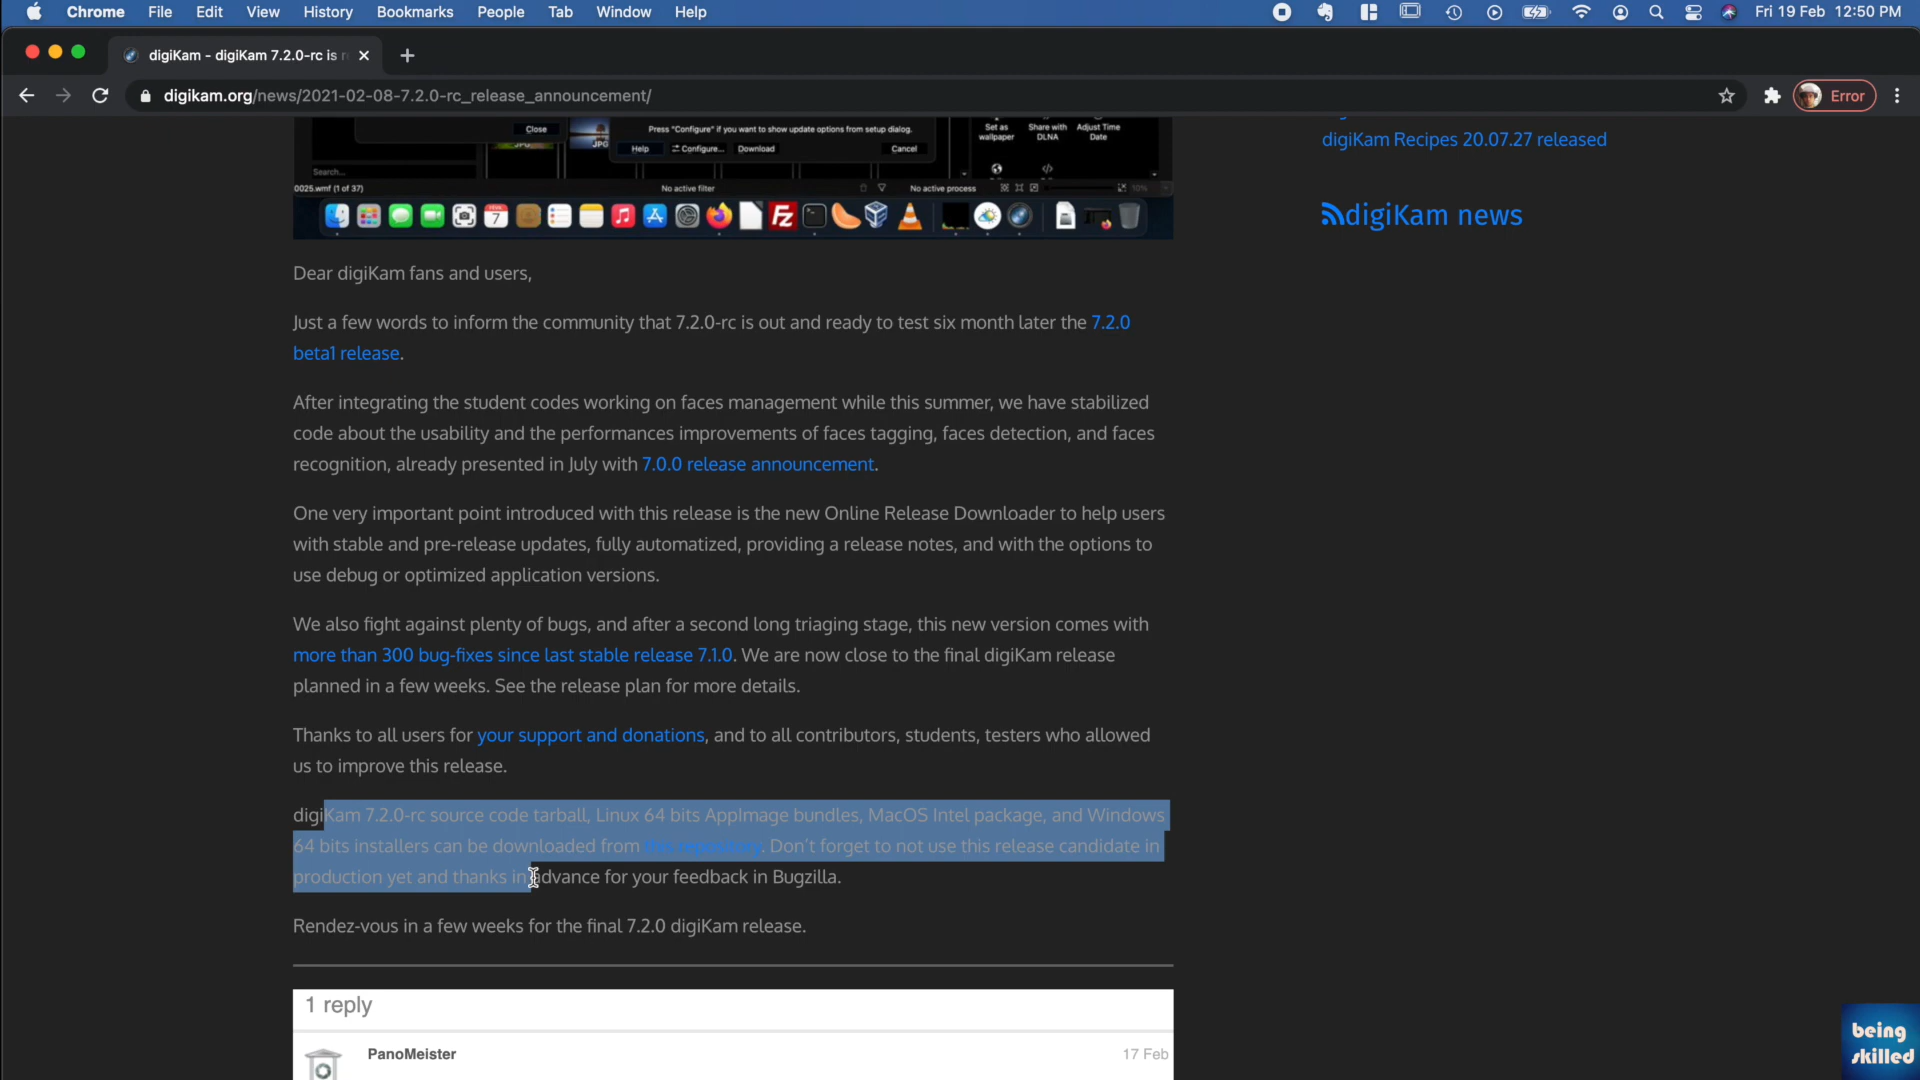 Chrome File Edit View History Bookmarks People Tab Window Help Fri 19 Feb 12:50 PM
digiKam - digiKam 7.2.0-rc is
digikam.org/news/2021-02-08-7.2.0-rc_release_announcement/ Error
Close
Press "Configure" if you want to show update options from setup dialog.
Help Configure... Download Cancel
JPG JPG
Set as wallpaper Share with DLNA Adjust Time Date
Search...
0025.wmf (1 of 37) No active filter No active process 10%
7
digiKam Recipes 20.07.27 released
digiKam news
Dear digiKam fans and users,
Just a few words to inform the community that 7.2.0-rc is out and ready to test six month later the 7.2.0
beta1 release.
After integrating the student codes working on faces management while this summer, we have stabilized
code about the usability and the performances improvements of faces tagging, faces detection, and faces
recognition, already presented in July with 7.0.0 release announcement.
One very important point introduced with this release is the new Online Release Downloader to help users
with stable and pre-release updates, fully automatized, providing a release notes, and with the options to
use debug or optimized application versions.
We also fight against plenty of bugs, and after a second long triaging stage, this new version comes with
more than 300 bug-fixes since last stable release 7.1.0. We are now close to the final digiKam release
planned in a few weeks. See the release plan for more details.
Thanks to all users for your support and donations, and to all contributors, students, testers who allowed
us to improve this release.
digiKam 7.2.0-rc source code tarball, Linux 64 bits AppImage bundles, MacOS Intel package, and Windows
64 bits installers can be downloaded from this repository. Don't forget to not use this release candidate in
production yet and thanks in advance for your feedback in Bugzilla.
Rendez-vous in a few weeks for the final 7.2.0 digiKam release.
1 reply
PanoMeister 17 Feb
being
skilled